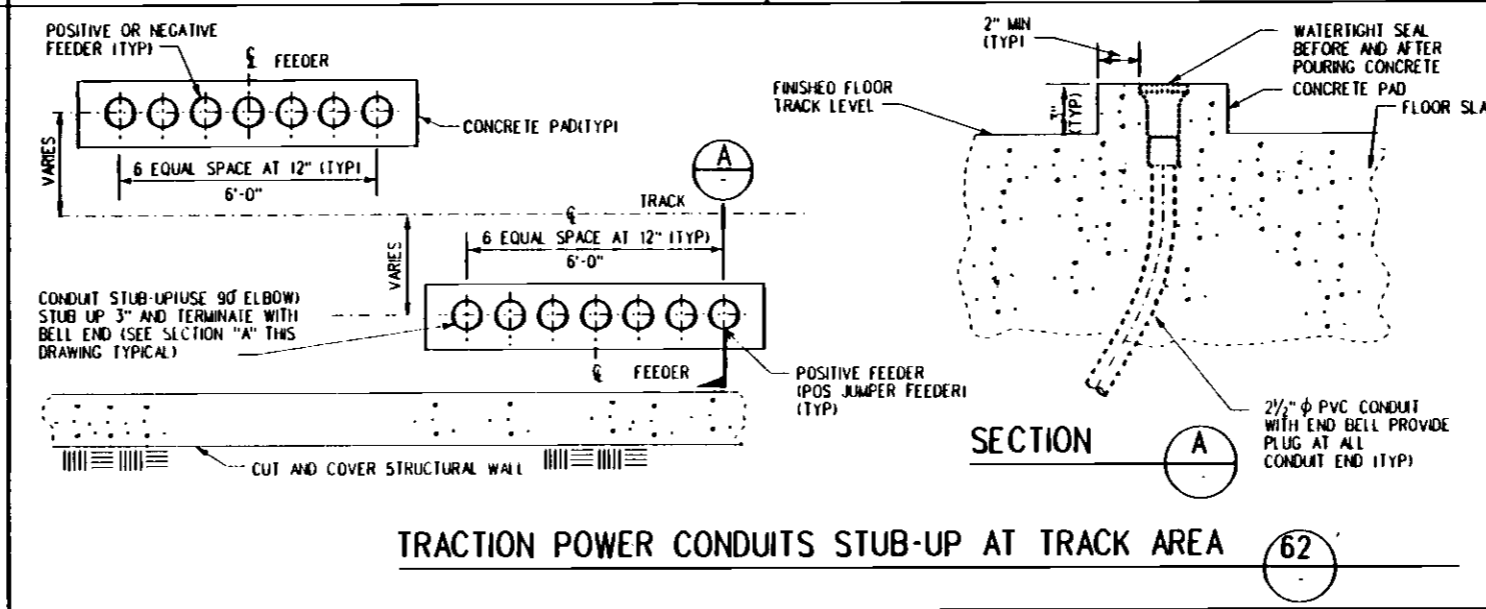 POSITIVE OR NEGATIVE
FEEDER (TYP)
℄ FEEDER
CONCRETE PAD(TYP)
VARIES
6 EQUAL SPACE AT 12" (TYP)
6'-0"
A
-
TRACK
℄
VARIES
6 EQUAL SPACE AT 12" (TYP)
6'-0"
CONDUIT STUB-UP(USE 90° ELBOW)
STUB UP 3" AND TERMINATE WITH
BELL END (SEE SECTION "A" THIS
DRAWING TYPICAL)
℄ FEEDER
POSITIVE FEEDER
(POS JUMPER FEEDER)
(TYP)
CUT AND COVER STRUCTURAL WALL
2" MIN
(TYP)
WATERTIGHT SEAL
BEFORE AND AFTER
POURING CONCRETE
CONCRETE PAD
FLOOR SLA
FINISHED FLOOR
TRACK LEVEL
(TYP)
2½" ϕ PVC CONDUIT
WITH END BELL PROVIDE
PLUG AT ALL
CONDUIT END (TYP)
SECTION
A
-
TRACTION POWER CONDUITS STUB-UP AT TRACK AREA
62
-